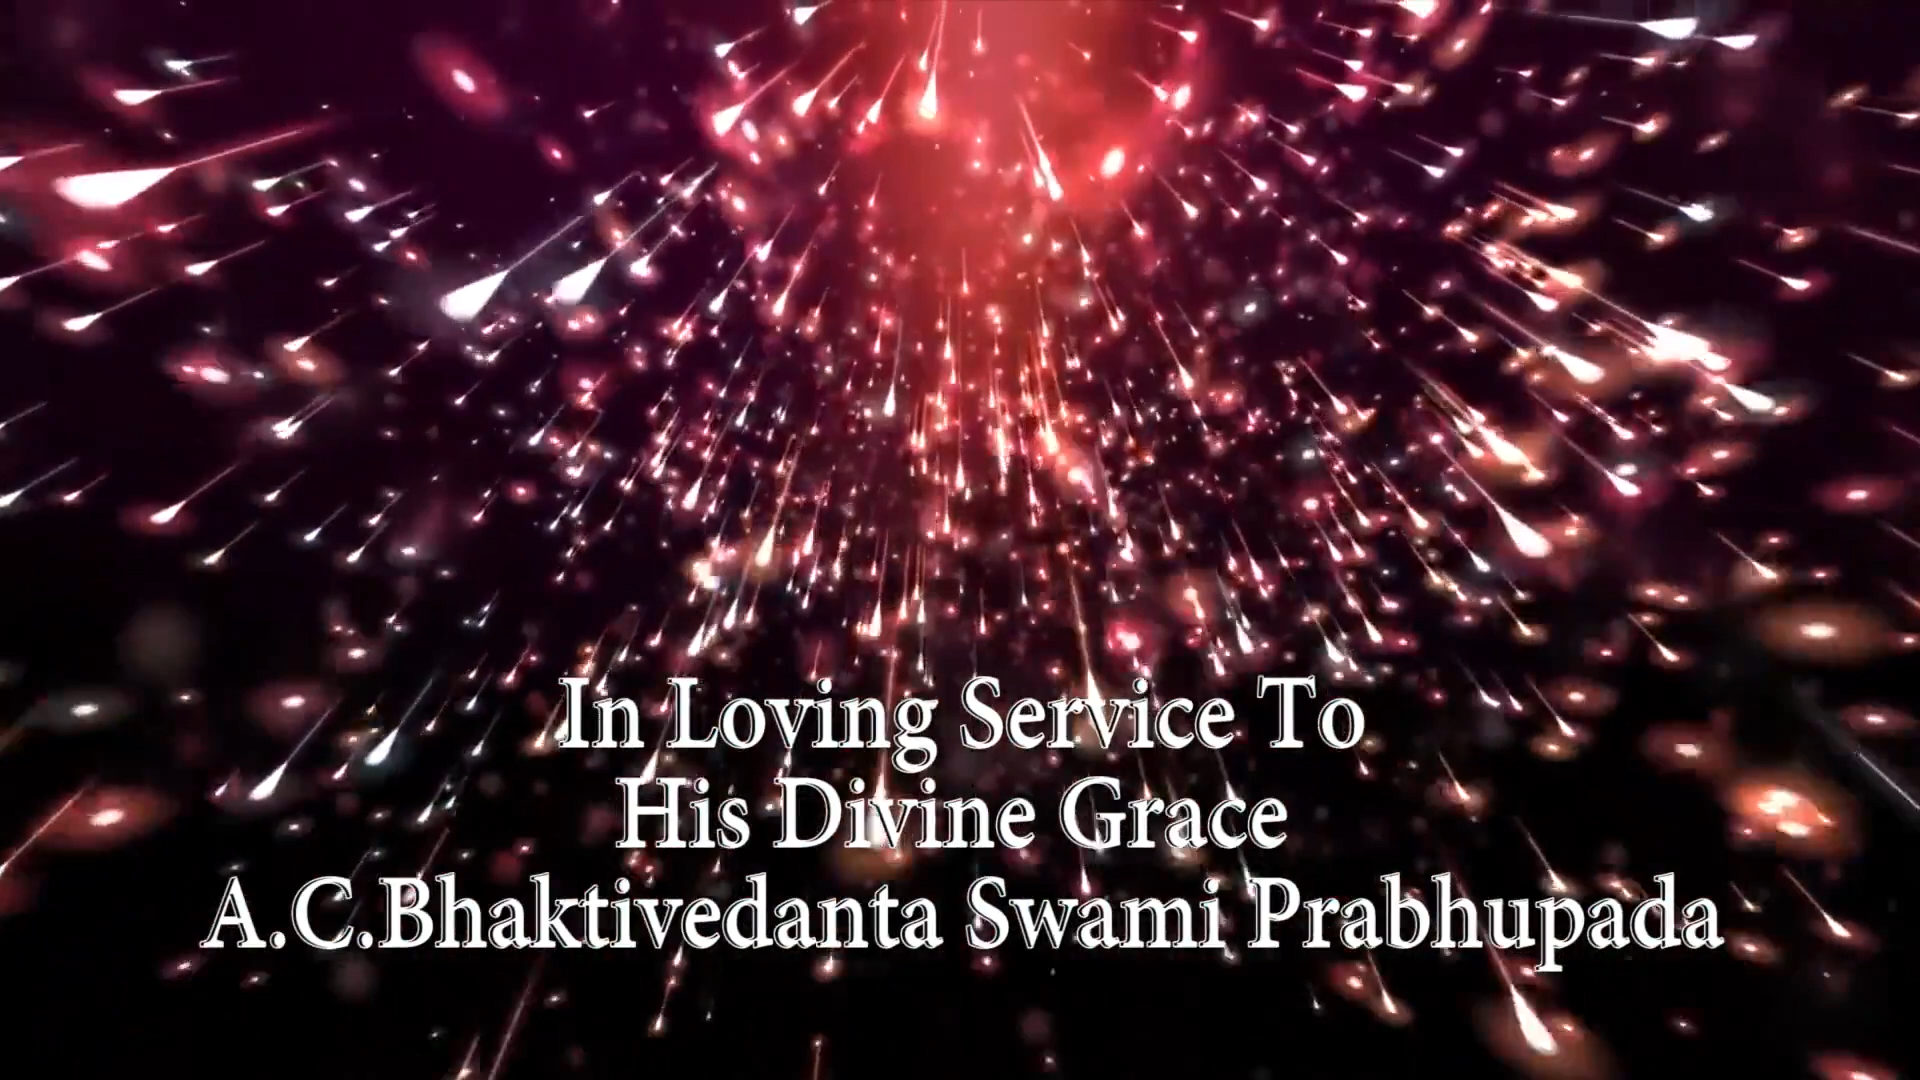 In Loving Service To
His Divine Grace
A.C.Bhaktivedanta Swami Prabhupada